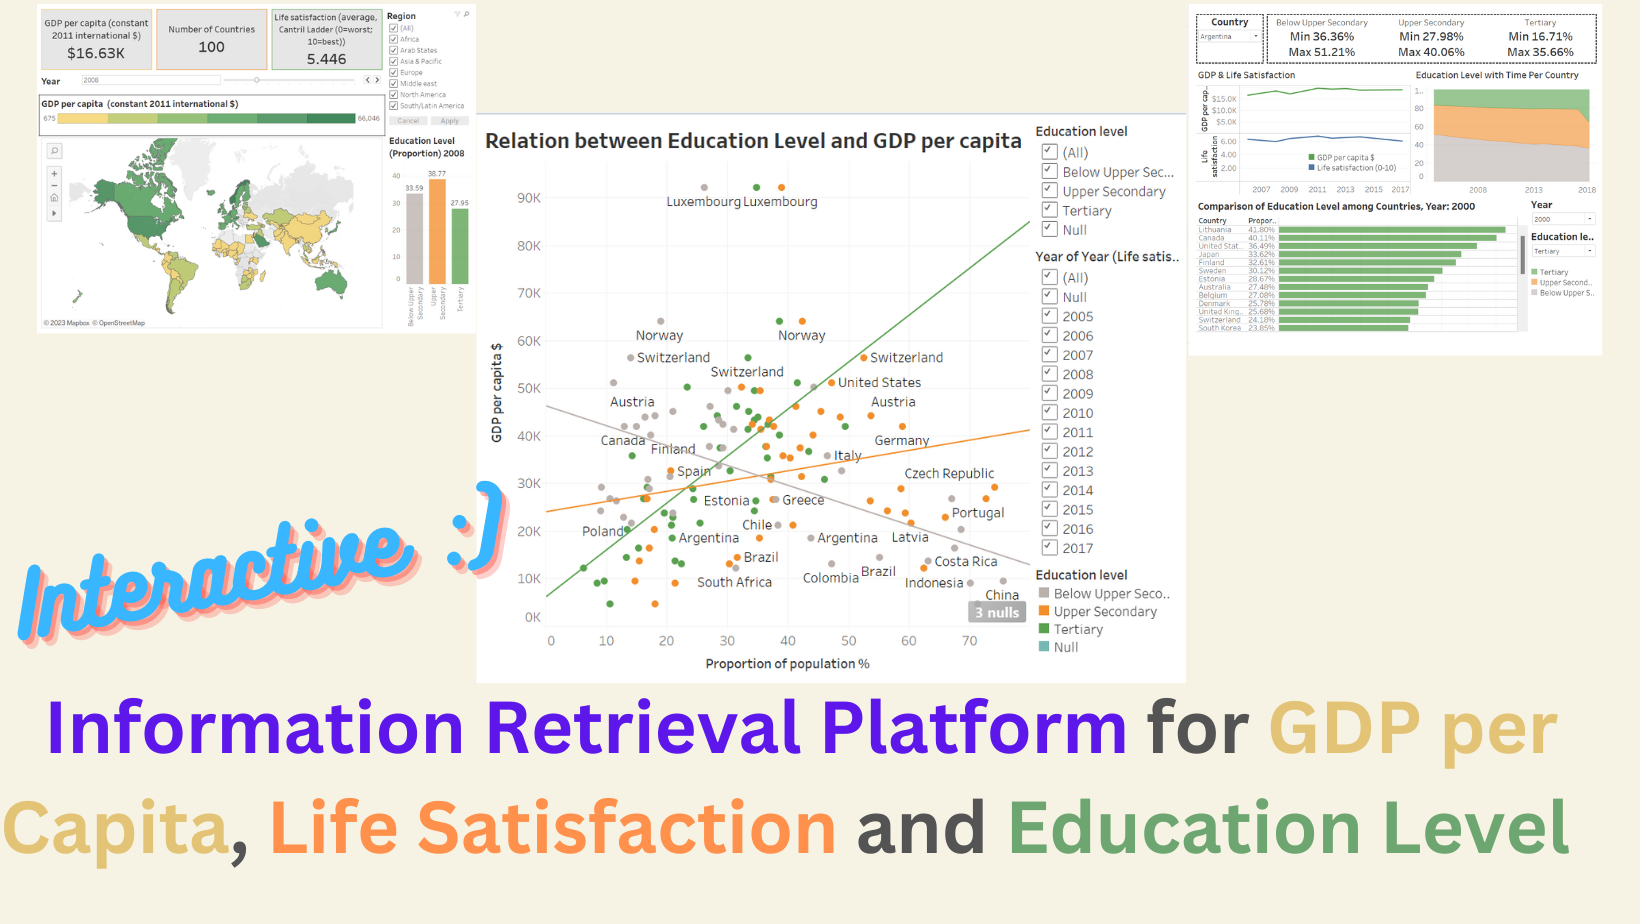 GDP per capita (constant
2011 international $)
$16.63K
Number of Countries
100
Life satisfaction (average,
Cantril Ladder (0=worst;
10=best))
5.446
Region
(All)
Africa
Arab States
Asia & Pacific
Europe
Middle east
North America
South/Latin America
Cancel Apply
Year 2008
GDP per capita (constant 2011 international $)
675 66,046
Education Level
(Proportion) 2008
40
30
20
10
0
33.59
38.77
27.95
Below Upper
Secondary
Upper
Secondary
Tertiary
© 2023 Mapbox © OpenStreetMap
Relation between Education Level and GDP per capita
GDP per capita $
90K
80K
70K
60K
50K
40K
30K
20K
10K
0K
Luxembourg Luxembourg
Norway Norway
Switzerland Switzerland
Switzerland
United States
Austria Austria
Canada Finland Germany
Italy
Spain Czech Republic
Estonia Greece
Portugal
Poland Chile
Argentina Argentina Latvia
Brazil Costa Rica
South Africa Colombia Brazil Indonesia
China
3 nulls
0 10 20 30 40 50 60 70
Proportion of population %
Education level
(All)
Below Upper Sec...
Upper Secondary
Tertiary
Null
Year of Year (Life satis..
(All)
Null
2005
2006
2007
2008
2009
2010
2011
2012
2013
2014
2015
2016
2017
Education level
Below Upper Seco..
Upper Secondary
Tertiary
Null
Country
Argentina
Below Upper Secondary
Min 36.36%
Max 51.21%
Upper Secondary
Min 27.98%
Max 40.06%
Tertiary
Min 16.71%
Max 35.66%
GDP & Life Satisfaction
GDP per cap..
$15.0K
$10.0K
$5.0K
Life
satisfaction
6.00
4.00
2.00
GDP per capita $
Life satisfaction (0-10)
2007 2009 2011 2013 2015 2017
Education Level with Time Per Country
1..
80
60
40
20
0
2008 2013 2018
Comparison of Education Level among Countries, Year: 2000
Country Propor..
Lithuania 41.80%
Canada 40.11%
United Stat.. 36.49%
Japan 33.62%
Finland 32.61%
Sweden 30.12%
Estonia 28.67%
Australia 27.48%
Belgium 27.08%
Denmark 25.78%
United King.. 25.68%
Switzerland 24.18%
South Korea 23.85%
Year
2000
Education le..
Tertiary
Tertiary
Upper Second..
Below Upper S..
Interactive :)
Information Retrieval Platform for GDP per
Capita, Life Satisfaction and Education Level